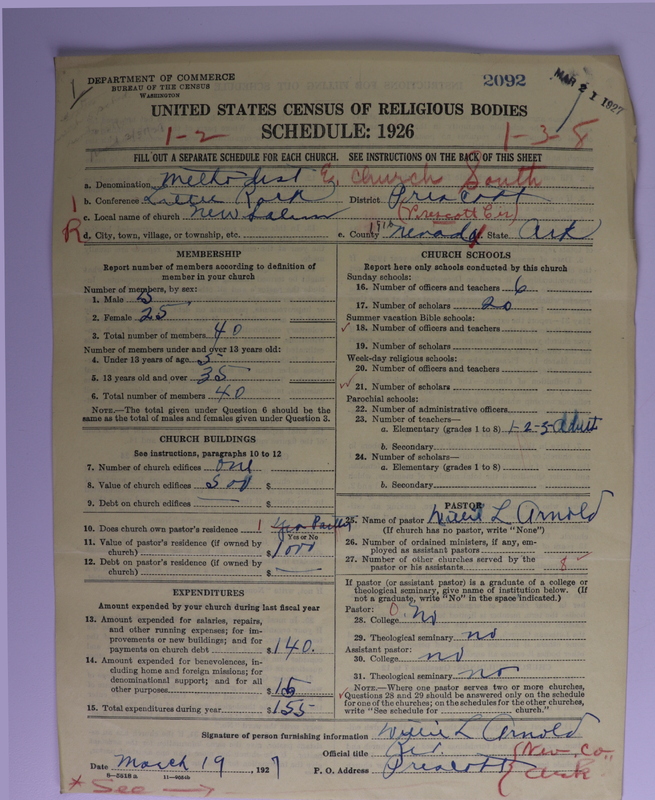 DEPARTMENT OF COMMERCE
BUREAU OF THE CENSUS
WASHINGTON
2092
MAR 21 1927
UNITED STATES CENSUS OF RELIGIOUS BODIES
1-2
SCHEDULE: 1926
1-3-8
FILL OUT A SEPARATE SCHEDULE FOR EACH CHURCH. SEE INSTRUCTIONS ON THE BACK OF THIS SHEET
a. Denomination Methodist E. Church South
b. Conference Little Rock District Prescott
c. Local name of church New Salem (Prescott Cir)
R d. City, town, village, or township, etc. e. County Nevada State Ark
MEMBERSHIP
Report number of members according to definition of
member in your church
Number of members, by sex:
1. Male
2. Female 25
3. Total number of members 40
Number of members under and over 13 years old:
4. Under 13 years of age 5
5. 13 years old and over 35
6. Total number of members 40
NOTE.—The total given under Question 6 should be the
same as the total of males and females given under Question 3.
CHURCH BUILDINGS
See instructions, paragraphs 10 to 12
7. Number of church edifices one
8. Value of church edifices 500 $
9. Debt on church edifices $
10. Does church own pastor's residence 1 Yes
Yes or No
11. Value of pastor's residence (if owned by
church) $1000
12. Debt on pastor's residence (if owned by
church) $
EXPENDITURES
Amount expended by your church during last fiscal year
13. Amount expended for salaries, repairs,
and other running expenses; for im-
provements or new buildings; and for
payments on church debt $140.
14. Amount expended for benevolences, in-
cluding home and foreign missions; for
denominational support; and for all
other purposes $15
15. Total expenditures during year $155
CHURCH SCHOOLS
Report here only schools conducted by this church
Sunday schools:
16. Number of officers and teachers 6
17. Number of scholars 20
Summer vacation Bible schools:
18. Number of officers and teachers
19. Number of scholars
Week-day religious schools:
20. Number of officers and teachers
21. Number of scholars
Parochial schools:
22. Number of administrative officers
23. Number of teachers—
a. Elementary (grades 1 to 8) 1-2-5 Adult
b. Secondary
24. Number of scholars—
a. Elementary (grades 1 to 8)
b. Secondary
PASTOR
25. Name of pastor Willie L Arnold
(If church has no pastor, write "None")
26. Number of ordained ministers, if any, em-
ployed as assistant pastors
27. Number of other churches served by the
pastor or his assistants
If pastor (or assistant pastor) is a graduate of a college or
theological seminary, give name of institution below. (If
not a graduate, write "No" in the space indicated.)
Pastor:
28. College 0. No
29. Theological seminary no
Assistant pastor:
30. College no
31. Theological seminary no
NOTE.—Where one pastor serves two or more churches,
Questions 28 and 29 should be answered only on the schedule
for one of the churches; on the schedules for the other churches,
write "See schedule for church."
Signature of person furnishing information Willie L Arnold
Official title
Date March 19, 1927 P. O. Address Prescott Ark
8-5518 a 11-9684b
* See →